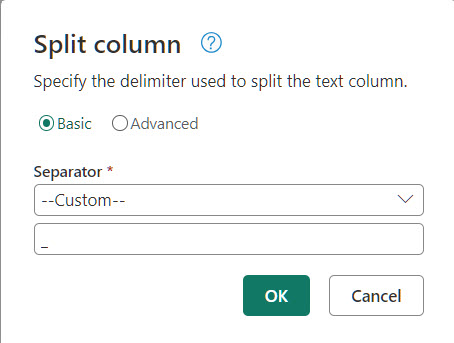 Split column ?
Specify the delimiter used to split the text column.
Basic Advanced
Separator *
--Custom--
_
OK Cancel